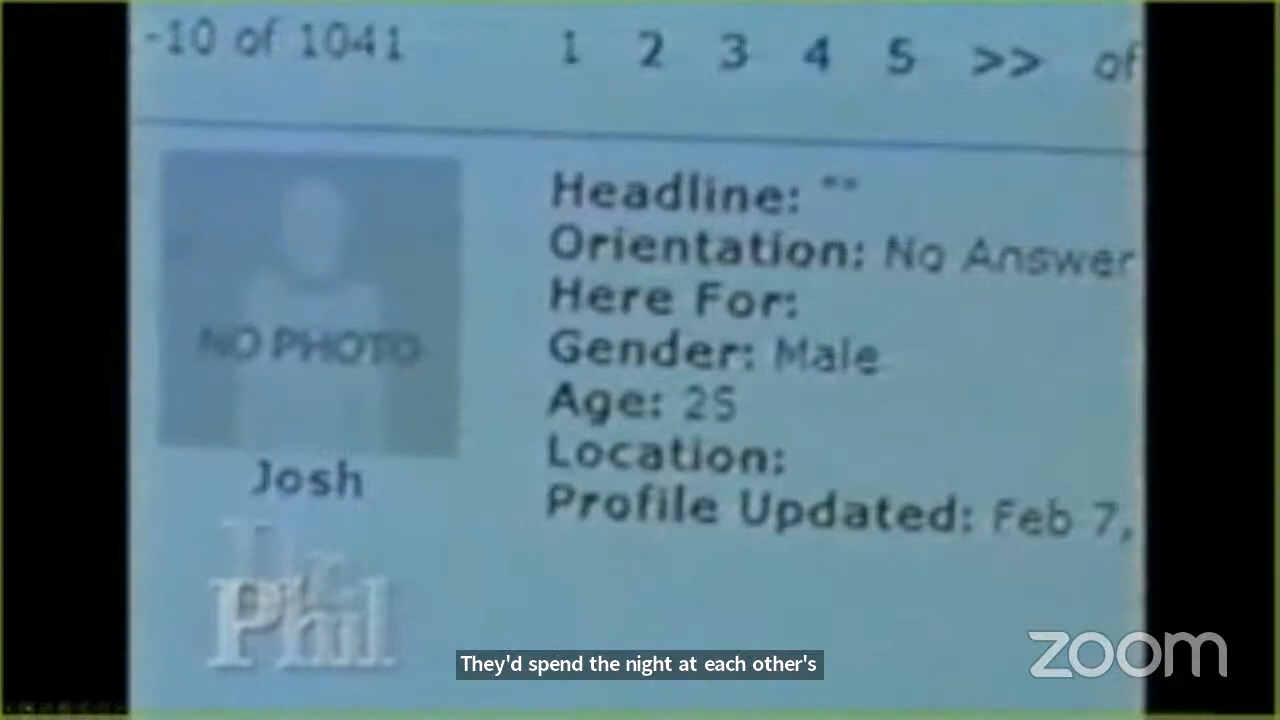 -10 of 1041 1 2 3 4 5 >> of
Headline: ""
Orientation: No Answer
Here For:
Gender: Male
Age: 25
Location:
Profile Updated: Feb 7,
NO PHOTO
Josh
Dr.
Phil
They'd spend the night at each other's
zoom